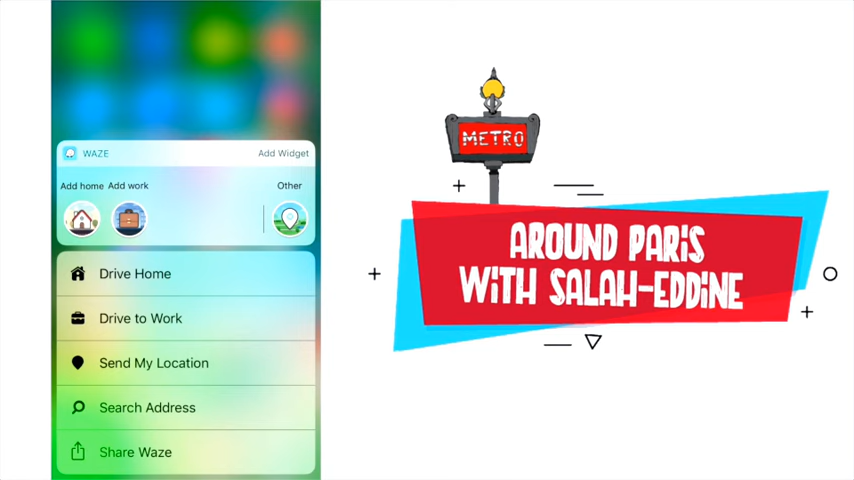 WAZE
Add Widget
Add home Add work
Other
Drive Home
Drive to Work
Send My Location
Search Address
Share Waze
METRO
AROUND PARIS
WITH SALAH-EDDINE